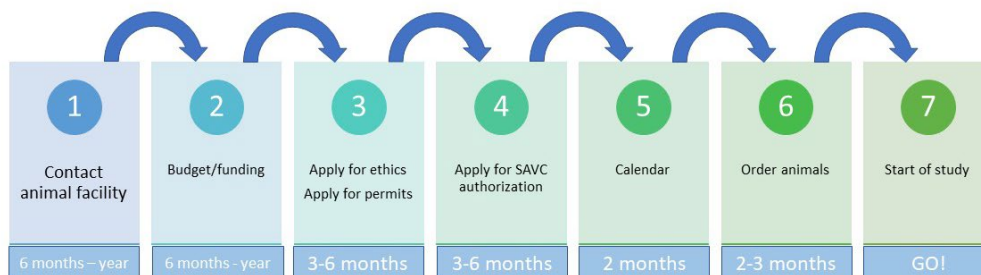 1
Contact
animal facility
6 months – year
2
Budget/funding
6 months - year
3
Apply for ethics
Apply for permits
3-6 months
4
Apply for SAVC
authorization
3-6 months
5
Calendar
2 months
6
Order animals
2-3 months
7
Start of study
GO!